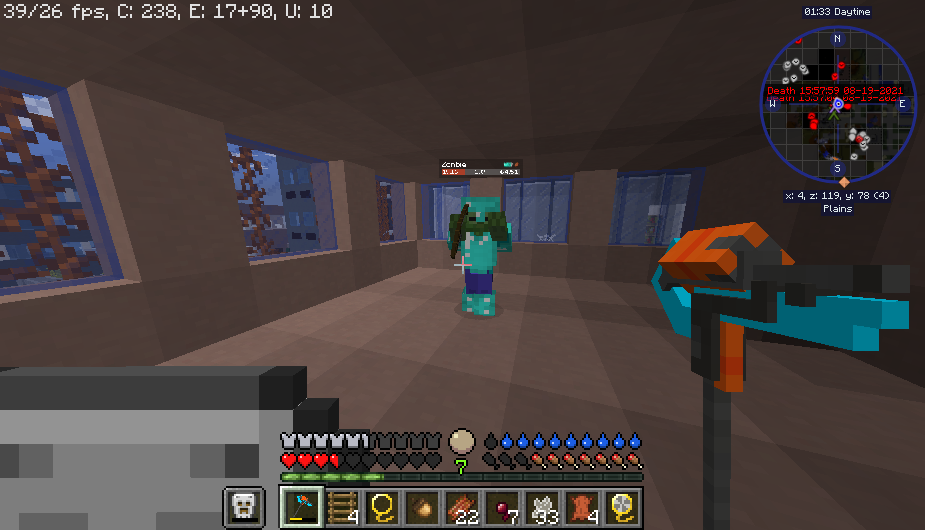 39/26 fps, C: 238, E: 17+90, U: 10
01:33 Daytime
N
Death 15:57:59 08-19-2021
W
E
S
x: 4, z: 119, y: 78 (4)
Plains
Zombie
7
4
22
7
93
4